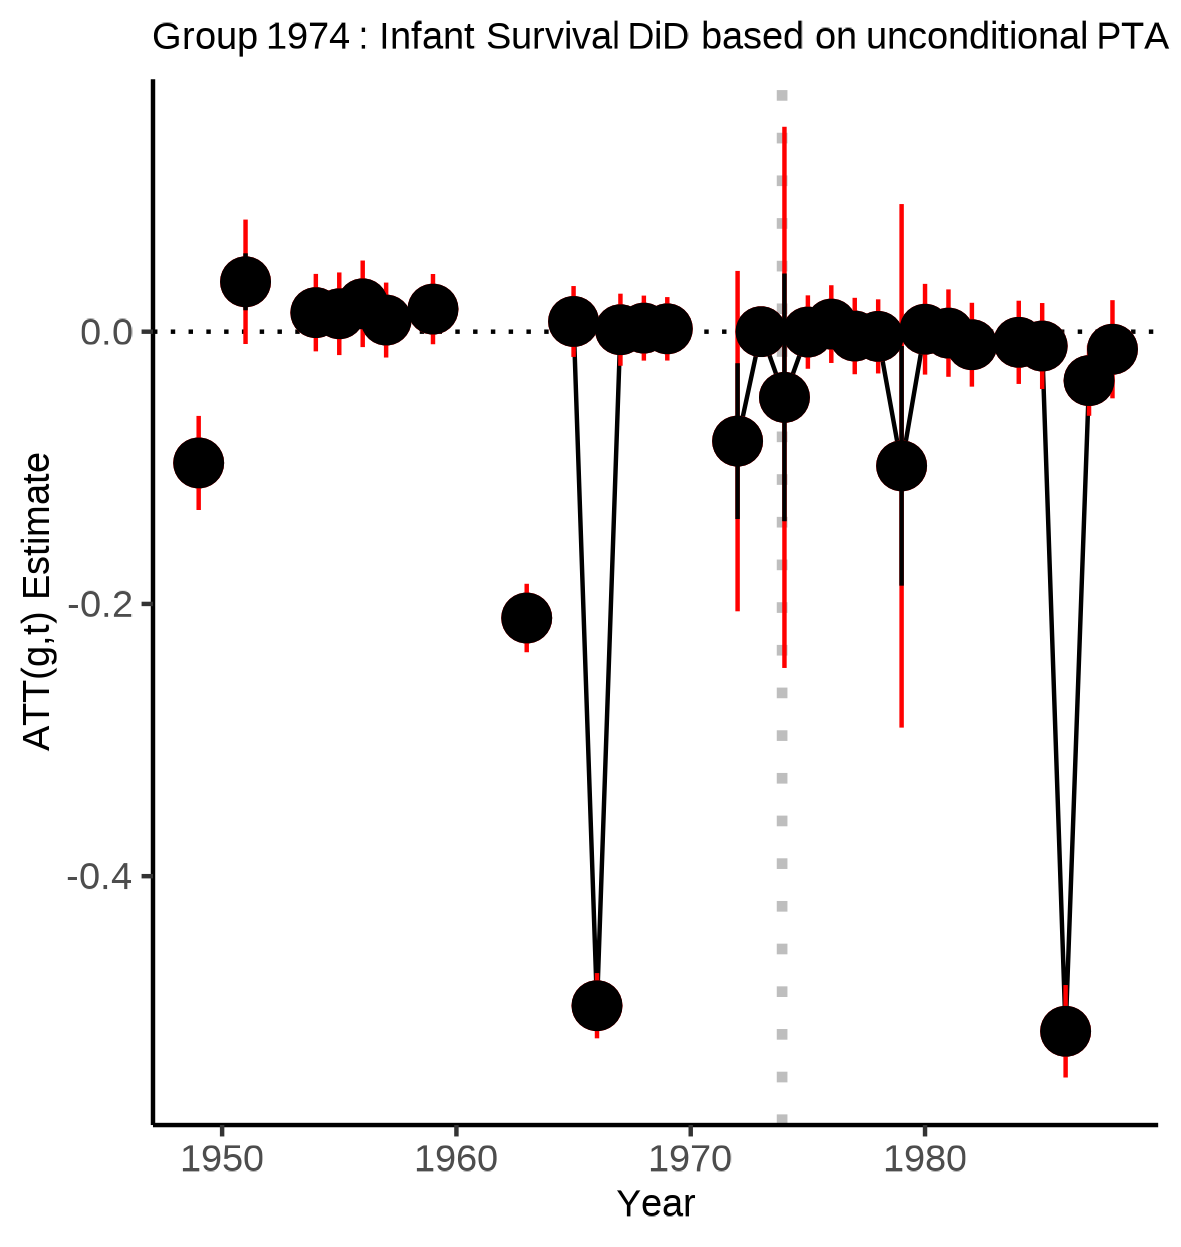 Group 1974 : Infant Survival DiD based on unconditional PTA
ATT(g,t) Estimate
0.0
-0.2
-0.4
1950
1960
1970
1980
Year